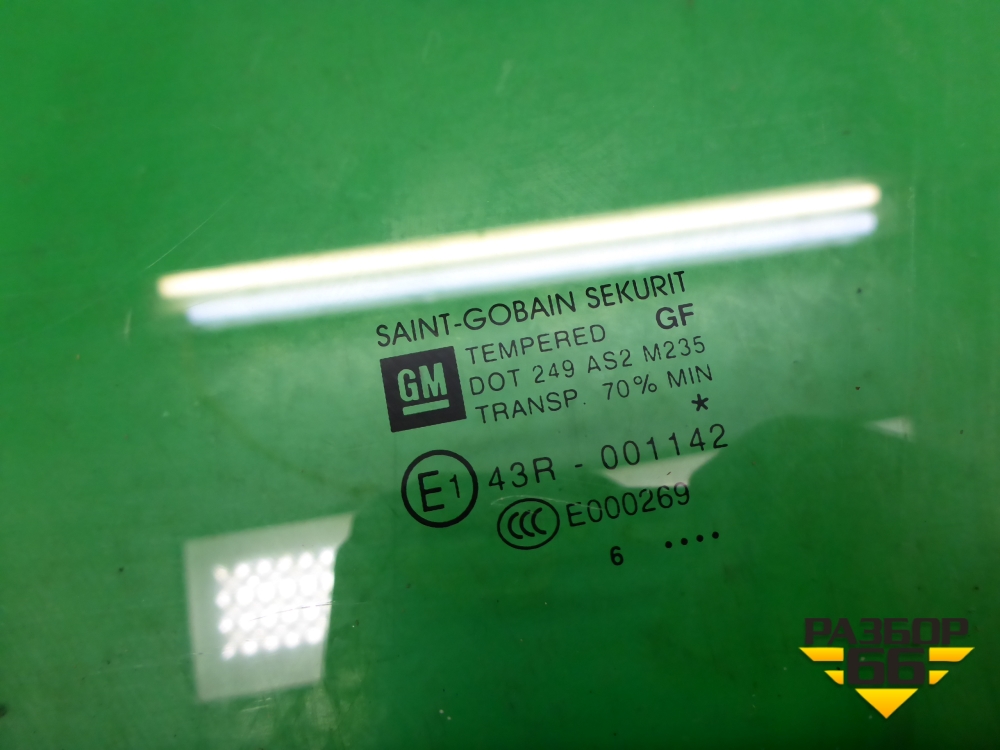 SAINT-GOBAIN SEKURIT
GM
TEMPERED GF
DOT 249 AS2 M235
TRANSP. 70% MIN
*
E1 43R - 001142
CCC E000269
6 ....
РАЗБОР
66